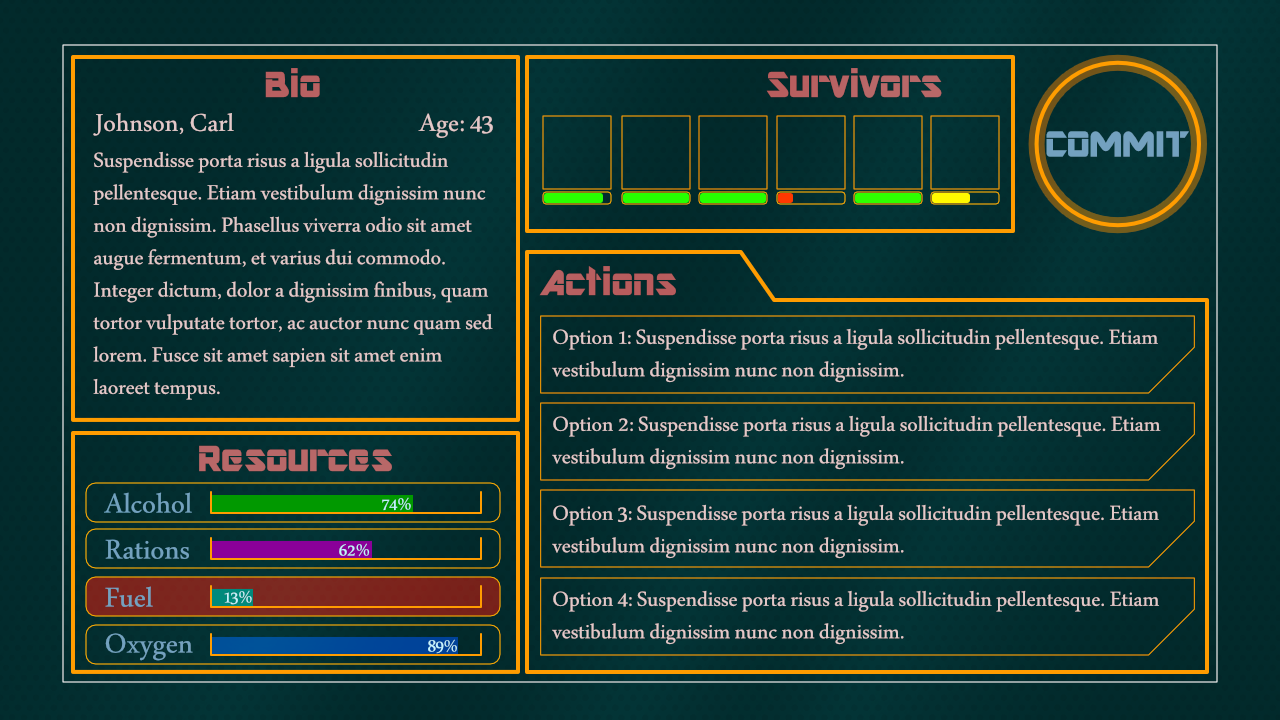 Bio
Johnson, Carl Age: 43
Suspendisse porta risus a ligula sollicitudin
pellentesque. Etiam vestibulum dignissim nunc
non dignissim. Phasellus viverra odio sit amet
augue fermentum, et varius dui commodo.
Integer dictum, dolor a dignissim finibus, quam
tortor vulputate tortor, ac auctor nunc quam sed
lorem. Fusce sit amet sapien sit amet enim
laoreet tempus.
Resources
Alcohol 74%
Rations 62%
Fuel 13%
Oxygen 89%
Survivors
COMMIT
Actions
Option 1: Suspendisse porta risus a ligula sollicitudin pellentesque. Etiam
vestibulum dignissim nunc non dignissim.
Option 2: Suspendisse porta risus a ligula sollicitudin pellentesque. Etiam
vestibulum dignissim nunc non dignissim.
Option 3: Suspendisse porta risus a ligula sollicitudin pellentesque. Etiam
vestibulum dignissim nunc non dignissim.
Option 4: Suspendisse porta risus a ligula sollicitudin pellentesque. Etiam
vestibulum dignissim nunc non dignissim.